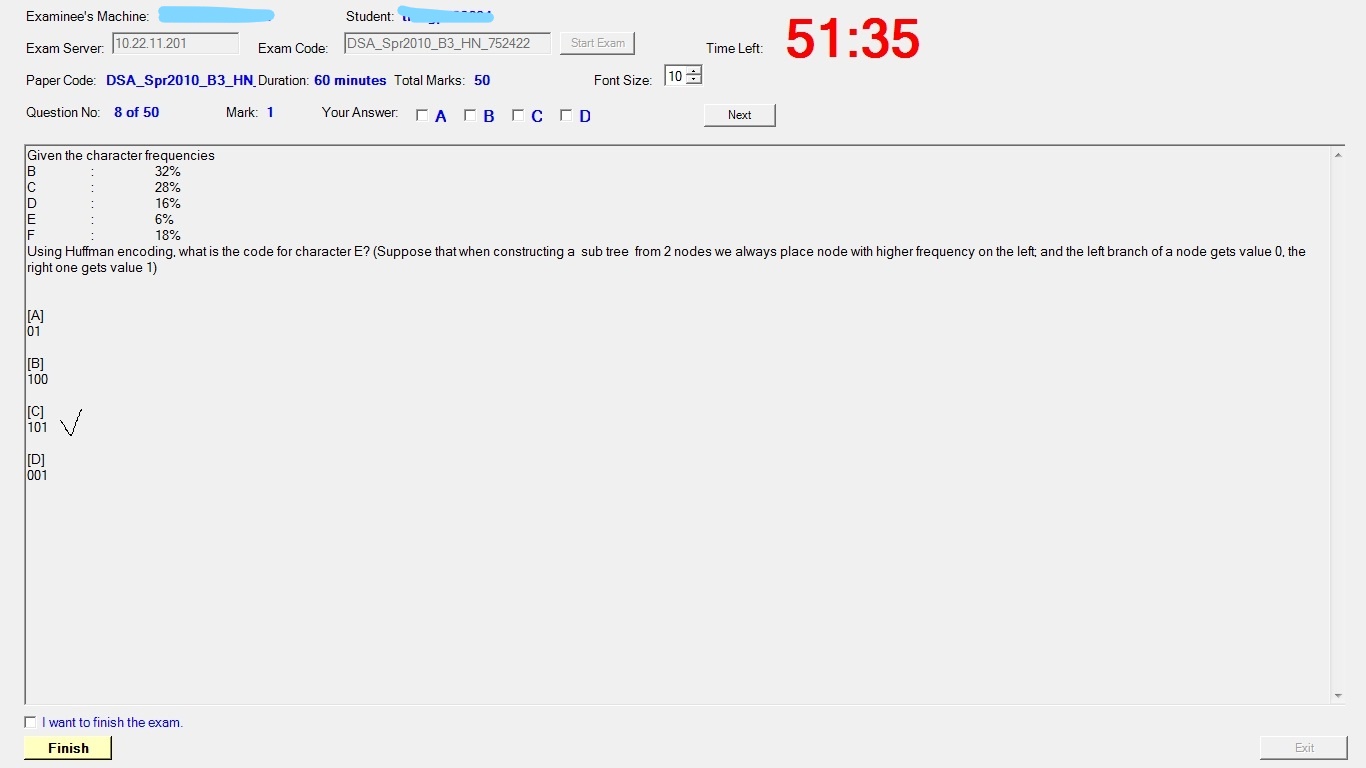 Examinee's Machine: Student:
Exam Server: 10.22.11.201 Exam Code: DSA_Spr2010_B3_HN_752422 Start Exam Time Left: 51:35
Paper Code: DSA_Spr2010_B3_HN_ Duration: 60 minutes Total Marks: 50 Font Size: 10
Question No: 8 of 50 Mark: 1 Your Answer: A B C D Next
Given the character frequencies
B : 32%
C : 28%
D : 16%
E : 6%
F : 18%
Using Huffman encoding, what is the code for character E? (Suppose that when constructing a sub tree from 2 nodes we always place node with higher frequency on the left; and the left branch of a node gets value 0, the
right one gets value 1)
[A]
01
[B]
100
[C]
101
[D]
001
I want to finish the exam.
Finish Exit